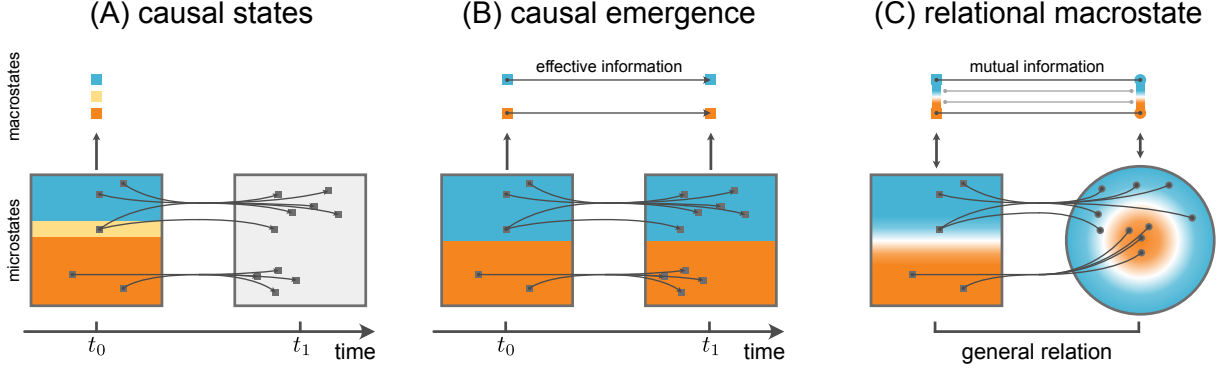 (A) causal states
(B) causal emergence
(C) relational macrostate
macrostates
effective information
mutual information
microstates
t0
t1
time
t0
t1
time
general relation